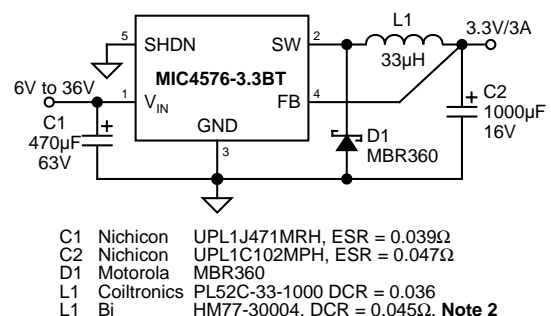 L1
33µH
3.3V/3A
5
SHDN
SW
2
MIC4576-3.3BT
6V to 36V
1
VIN
FB
4
C2
1000µF
16V
C1
470µF
63V
GND
3
D1
MBR360
C1 Nichicon UPL1J471MRH, ESR = 0.039Ω
C2 Nichicon UPL1C102MPH, ESR = 0.047Ω
D1 Motorola MBR360
L1 Coiltronics PL52C-33-1000 DCR = 0.036
L1 Bi HM77-30004, DCR = 0.045Ω, Note 2